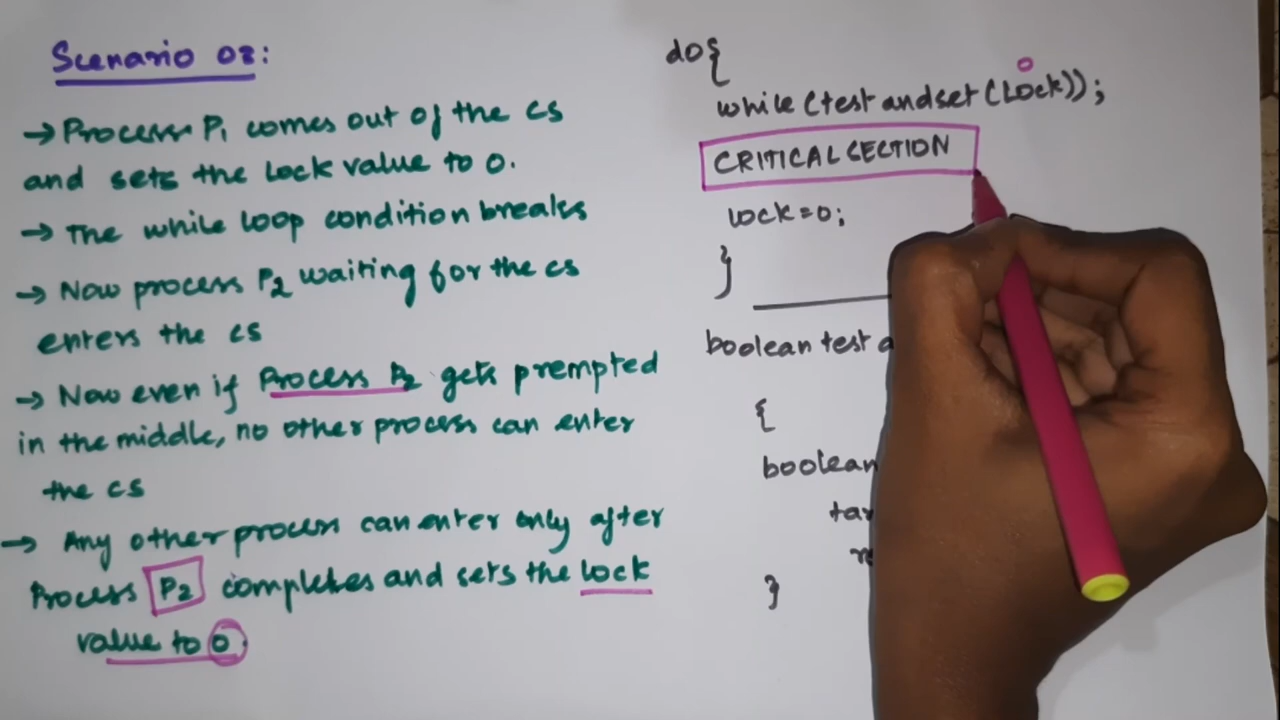 Scenario 03:
→ Process P1 comes out of the cs
and sets the Lock value to 0.
→ The while loop condition breaks
→ Now process P2 waiting for the cs
enters the cs
→ Now even if Process P2 gets prempted
in the middle, no other process can enter
the cs
→ Any other process can enter only after
Process P2 completes and sets the lock
value to 0.
do{
0
while (test and set (Lock));
CRITICAL SECTION
lock=0;
}
boolean test
{
boolean
}